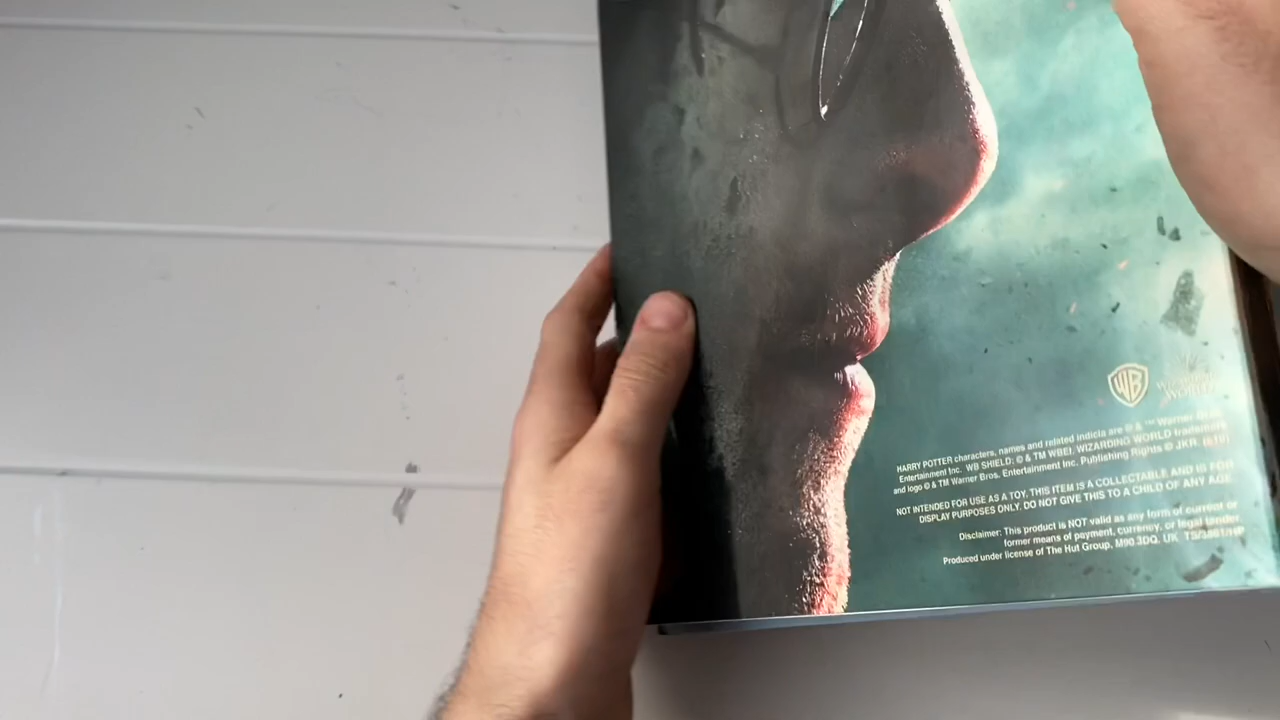 WB
WIZARDING
WORLD
HARRY POTTER characters, names and related indicia are © & ™ Warner Bros.
Entertainment Inc. WB SHIELD: © & TM WBEI. WIZARDING WORLD trademark
and logo © & TM Warner Bros. Entertainment Inc. Publishing Rights © JKR.
NOT INTENDED FOR USE AS A TOY. THIS ITEM IS A COLLECTABLE AND IS FOR
DISPLAY PURPOSES ONLY. DO NOT GIVE THIS TO A CHILD OF ANY AGE.
Disclaimer: This product is NOT valid as any form of current or
former means of payment, currency, or legal tender.
Produced under license of The Hut Group, M90 3DQ, UK